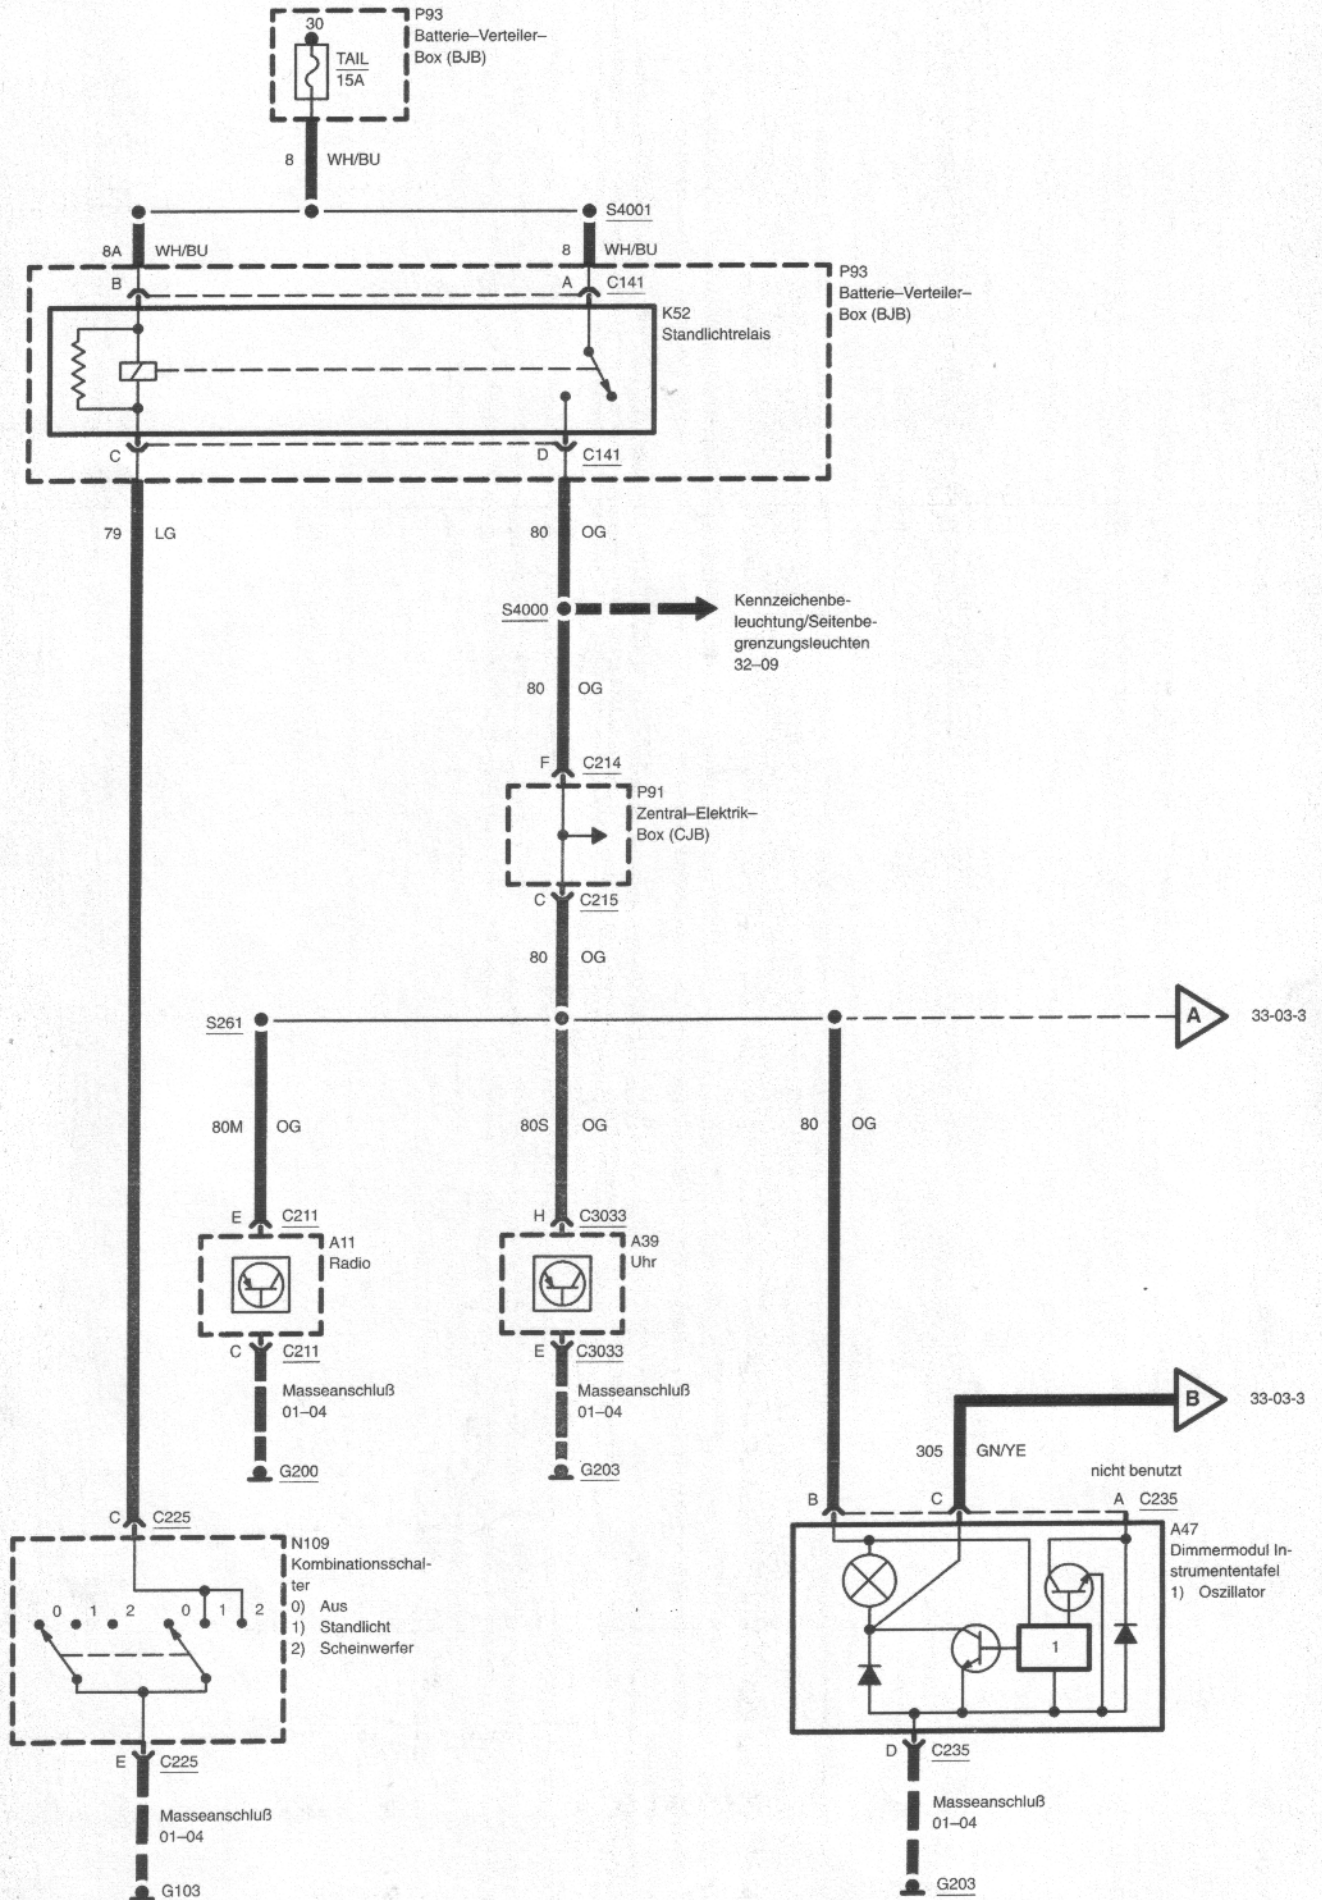 30
TAIL
15A
P93
Batterie–Verteiler–
Box (BJB)
8 WH/BU
S4001
8A WH/BU
8 WH/BU
B
A C141
P93
Batterie–Verteiler–
Box (BJB)
K52
Standlichtrelais
C
D C141
79 LG
80 OG
S4000
Kennzeichenbe-
leuchtung/Seitenbe-
grenzungsleuchten
32–09
80 OG
F C214
P91
Zentral–Elektrik–
Box (CJB)
C C215
80 OG
S261
A 33-03-3
80M OG
80S OG
80 OG
E C211
A11
Radio
H C3033
A39
Uhr
C C211
E C3033
Masseanschluß
01–04
Masseanschluß
01–04
G200
G203
B 33-03-3
305 GN/YE
nicht benutzt
B C A C235
A47
Dimmermodul In-
strumententafel
1) Oszillator
1
C C225
N109
Kombinationsschal-
ter
0) Aus
1) Standlicht
2) Scheinwerfer
0 1 2 0 1 2
E C225
Masseanschluß
01–04
G103
D C235
Masseanschluß
01–04
G203